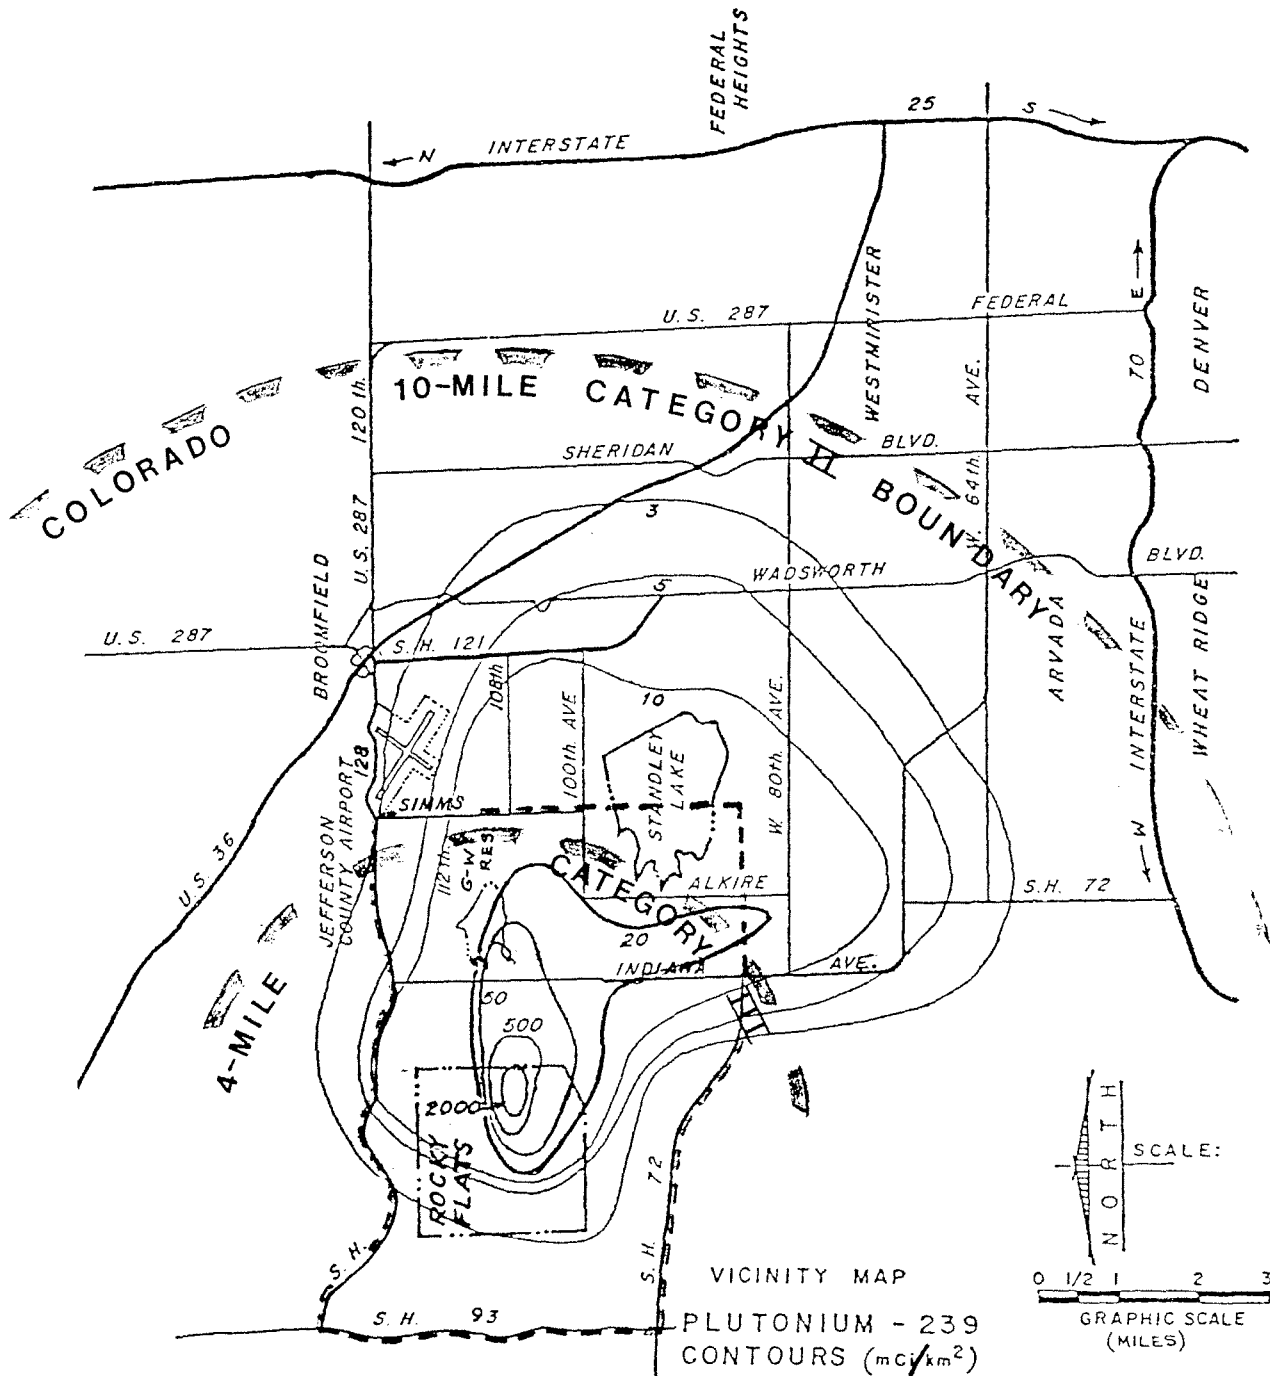 FEDERAL
HEIGHTS
25
S
N
INTERSTATE
E
U.S. 287
FEDERAL
WESTMINISTER
70
DENVER
COLORADO
10-MILE CATEGORY II BOUNDARY
120th.
SHERIDAN
BLVD.
W. 64th. AVE.
3
U.S. 287
BROOMFIELD
5
WADSWORTH
BLVD.
U.S. 287
S.H. 121
ARVADA
INTERSTATE
WHEAT RIDGE
W
108th.
100th. AVE.
10
STANDLEY
LAKE
W. 80th. AVE.
128
SIMMS
JEFFERSON
COUNTY AIRPORT
U.S. 36
112th.
G-W
RES
ALKIRE
S.H. 72
4-MILE CATEGORY III
20
INDIANA
AVE.
50
500
2000
ROCKY
FLATS
S.H. 72
NORTH
SCALE:
S. H.
S. H. 93
VICINITY MAP
PLUTONIUM - 239
CONTOURS (mCi/km²)
0 1/2 1 2 3
GRAPHIC SCALE
(MILES)